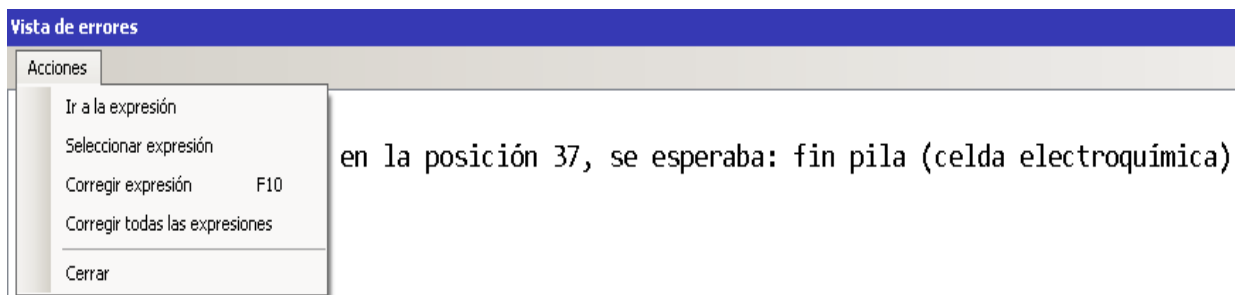 Vista de errores
Acciones
Ir a la expresión
Seleccionar expresión
en la posición 37, se esperaba: fin pila (celda electroquímica)
Corregir expresión F10
Corregir todas las expresiones
Cerrar